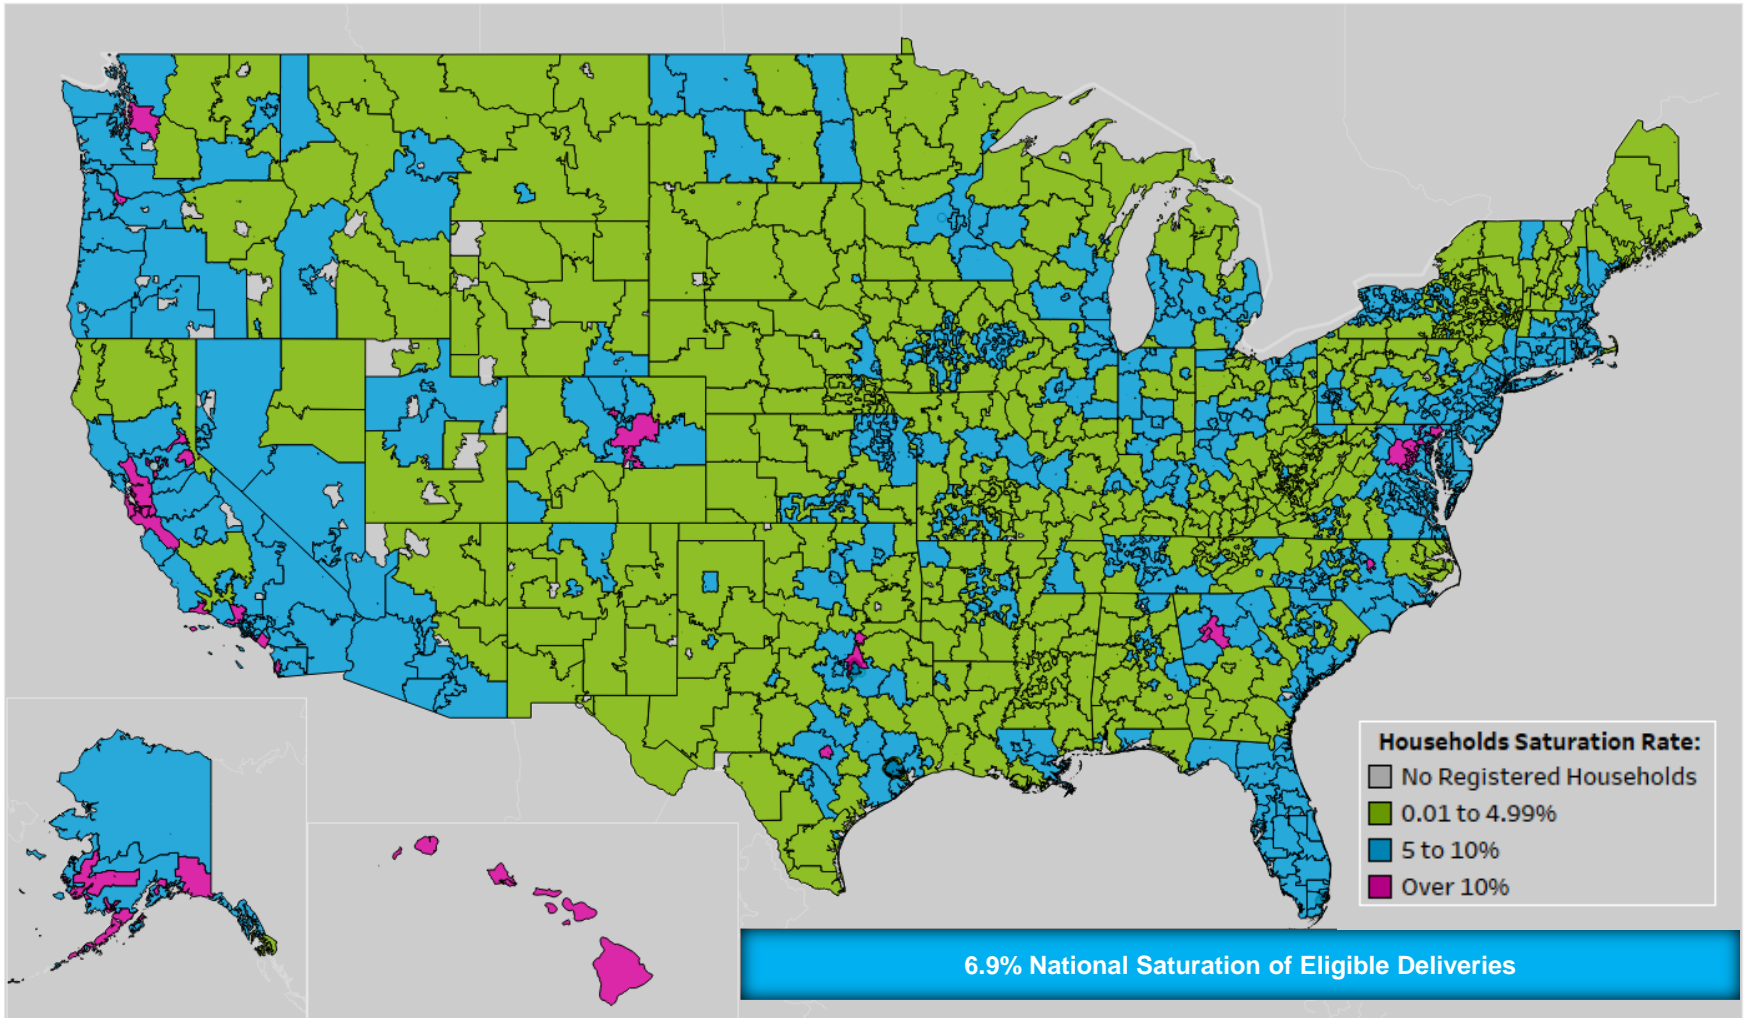 Households Saturation Rate:
No Registered Households
0.01 to 4.99%
5 to 10%
Over 10%
6.9% National Saturation of Eligible Deliveries